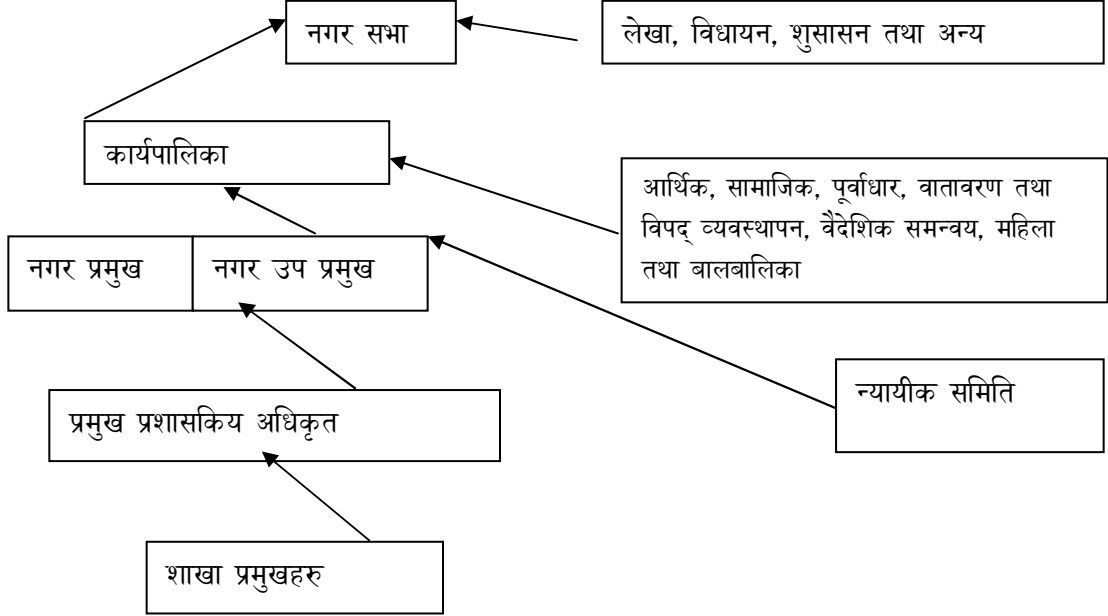 नगर सभा
लेखा, विधायन, शुसासन तथा अन्य
कार्यपालिका
आर्थिक, सामाजिक, पूर्वाधार, वातावरण तथा
विपद् व्यवस्थापन, वैदेशिक समन्वय, महिला
तथा बालबालिका
नगर प्रमुख
नगर उप प्रमुख
न्यायीक समिति
प्रमुख प्रशासकिय अधिकृत
शाखा प्रमुखहरु